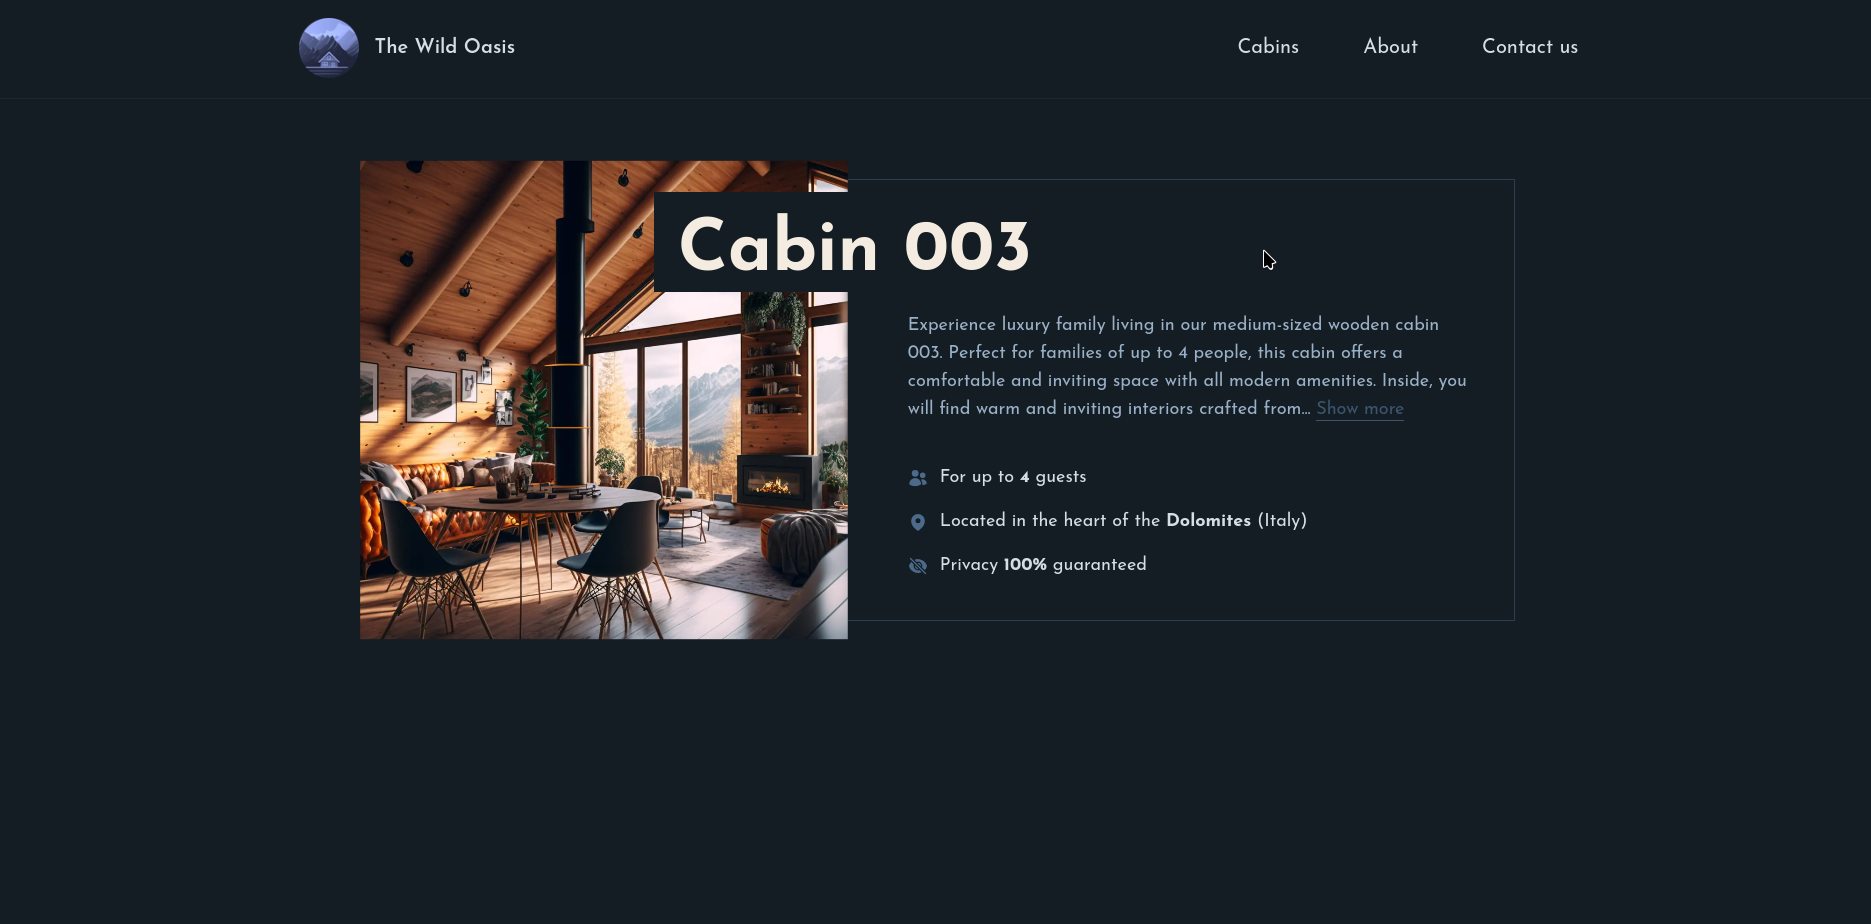 The Wild Oasis
Cabins
About
Contact us
Cabin 003
Experience luxury family living in our medium-sized wooden cabin
003. Perfect for families of up to 4 people, this cabin offers a
comfortable and inviting space with all modern amenities. Inside, you
will find warm and inviting interiors crafted from... Show more
For up to 4 guests
Located in the heart of the Dolomites (Italy)
Privacy 100% guaranteed